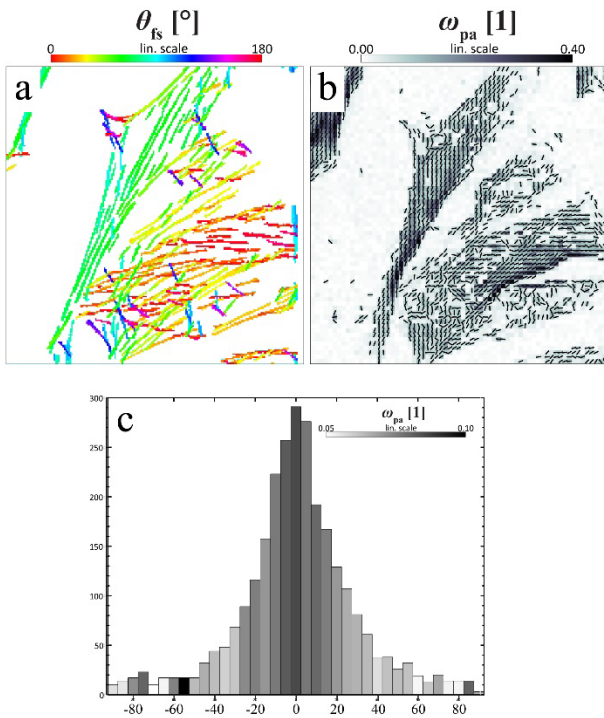 θfs [°] ωpa [1]
0 lin. scale 180 0.00 lin. scale 0.40
a b
c
ωpa [1]
0.05 lin. scale 0.10
300
250
200
150
100
50
0
-80 -60 -40 -20 0 20 40 60 80